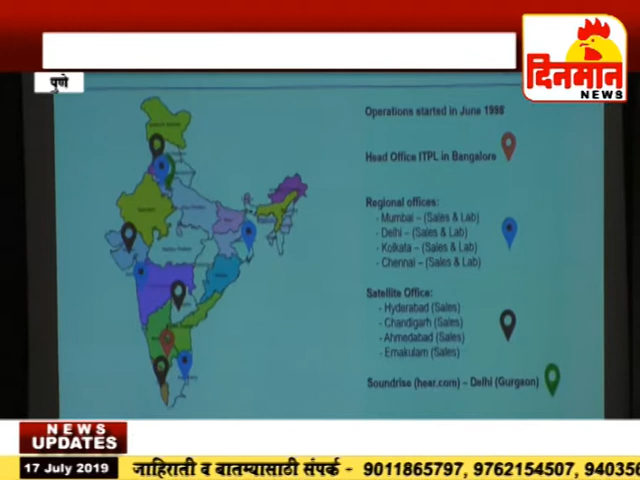 दिनमान
NEWS
पुणे
Operations started in June 1998
Head Office ITPL in Bangalore
Regional offices:
- Mumbai – (Sales & Lab)
- Delhi – (Sales & Lab)
- Kolkata – (Sales & Lab)
- Chennai – (Sales & Lab)
Satellite Office:
- Hyderabad (Sales)
- Chandigarh (Sales)
- Ahmedabad (Sales)
- Ernakulam (Sales)
Soundrise (hear.com) – Delhi (Gurgaon)
NEWS
UPDATES
17 July 2019
जाहिराती व बातम्यासाठी संपर्क - 9011865797, 9762154507, 940356